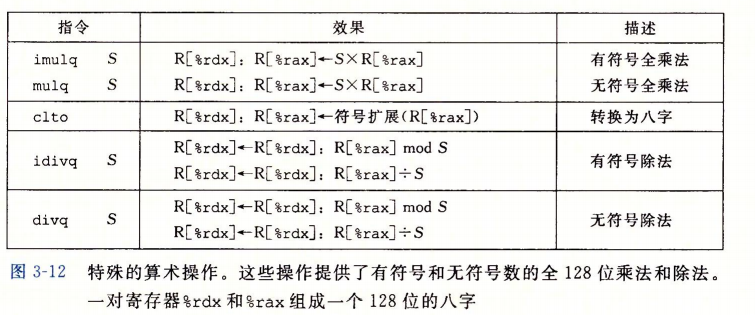 指令 效果 描述
imulq S R[%rdx]：R[%rax]←S×R[%rax] 有符号全乘法
mulq S R[%rdx]：R[%rax]←S×R[%rax] 无符号全乘法
clto R[%rdx]：R[%rax]←符号扩展(R[%rax]) 转换为八字
idivq S R[%rdx]←R[%rdx]：R[%rax] mod S 有符号除法
R[%rdx]←R[%rdx]：R[%rax]÷S
divq S R[%rdx]←R[%rdx]：R[%rax] mod S 无符号除法
R[%rdx]←R[%rdx]：R[%rax]÷S
图 3-12 特殊的算术操作。这些操作提供了有符号和无符号数的全 128 位乘法和除法。
一对寄存器%rdx 和%rax 组成一个 128 位的八字